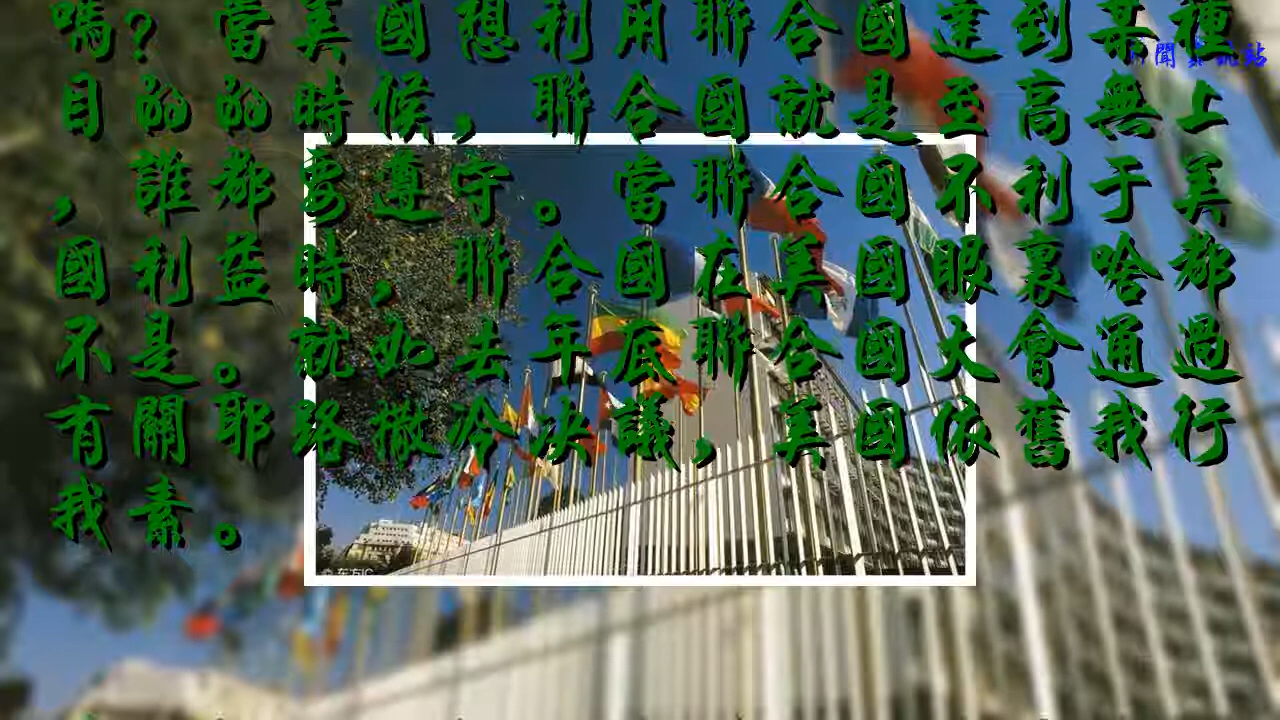 嗎？當美國想利用聯合國達到某種
目的的時候，聯合國就是至高無上
，誰都要遵守。當聯合國不利于美
國利益時，聯合國在美國眼裏啥都
不是。就如去年底聯合國大會通過
有關耶路撒冷決議，美國依舊我行
我素。
东方IC